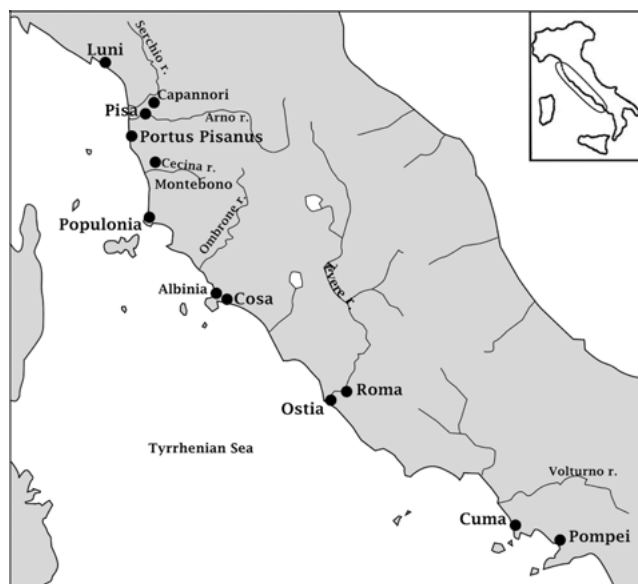 Luni
Serchio r.
Capannori
Pisa
Arno r.
Portus Pisanus
Cecina r.
Montebono
Populonia
Ombrone r.
Tevere r.
Albinia
Cosa
Roma
Ostia
Tyrrhenian Sea
Volturno r.
Cuma
Pompei